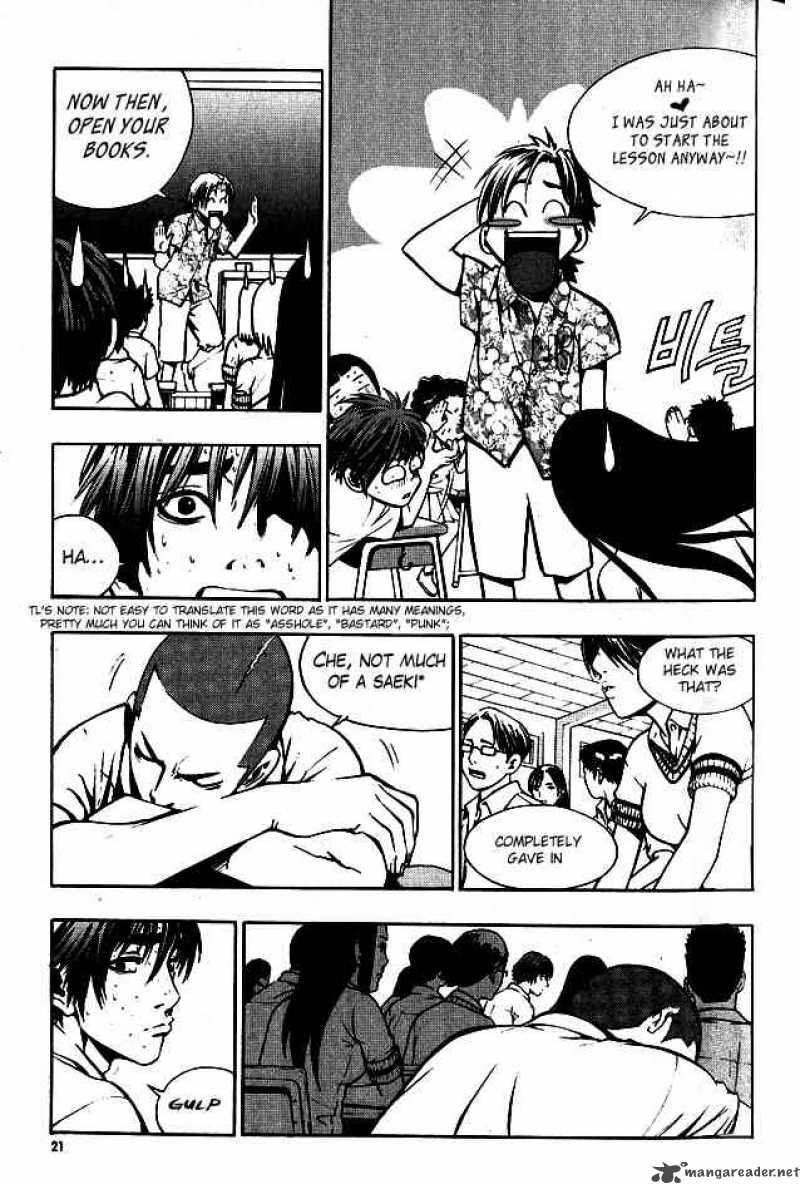 AH HA~
I WAS JUST ABOUT
TO START THE
LESSON ANYWAY~!!
비틀
NOW THEN,
OPEN YOUR
BOOKS.
HA...
TL'S NOTE: NOT EASY TO TRANSLATE THIS WORD AS IT HAS MANY MEANINGS,
PRETTY MUCH YOU CAN THINK OF IT AS "ASSHOLE", "BASTARD", "PUNK";
CHE, NOT MUCH
OF A SAEKI*
WHAT THE
HECK WAS
THAT?
COMPLETELY
GAVE IN
GULP
21
mangareader.net